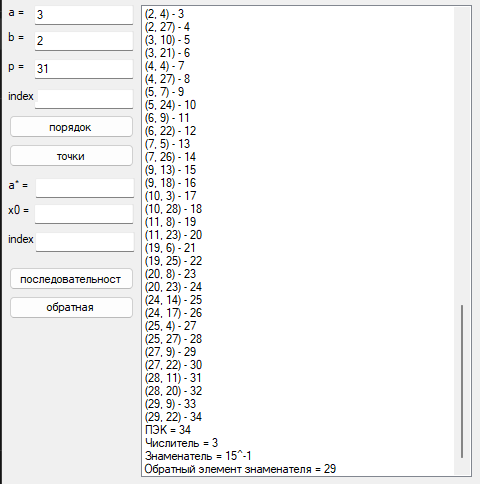 a = 3
b = 2
p = 31
index
порядок
точки
a* =
x0 =
index
последовательност
обратная
(2, 4) - 3
(2, 27) - 4
(3, 10) - 5
(3, 21) - 6
(4, 4) - 7
(4, 27) - 8
(5, 7) - 9
(5, 24) - 10
(6, 9) - 11
(6, 22) - 12
(7, 5) - 13
(7, 26) - 14
(9, 13) - 15
(9, 18) - 16
(10, 3) - 17
(10, 28) - 18
(11, 8) - 19
(11, 23) - 20
(19, 6) - 21
(19, 25) - 22
(20, 8) - 23
(20, 23) - 24
(24, 14) - 25
(24, 17) - 26
(25, 4) - 27
(25, 27) - 28
(27, 9) - 29
(27, 22) - 30
(28, 11) - 31
(28, 20) - 32
(29, 9) - 33
(29, 22) - 34
ПЭК = 34
Числитель = 3
Знаменатель = 15^-1
Обратный элемент знаменателя = 29